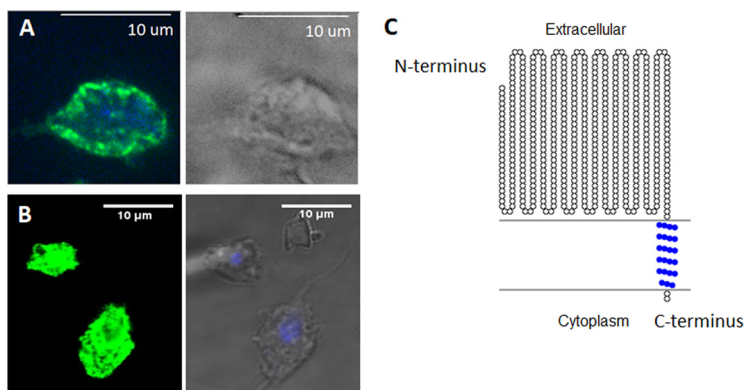 A
10 um
10 um
C
Extracellular
N-terminus
B
10 µm
10 µm
Cytoplasm
C-terminus